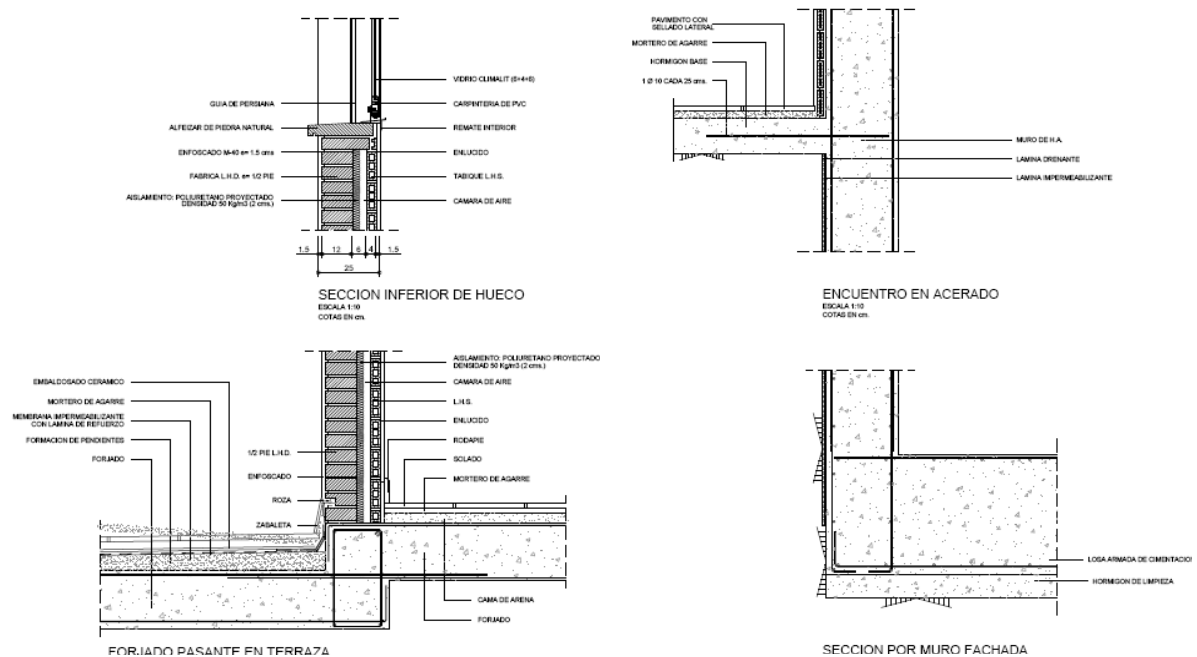 GUIA DE PERSIANA
ALFEIZAR DE PIEDRA NATURAL
ENFOSCADO M-40 e= 1.5 cms
FABRICA L.H.D. e= 1/2 PIE
AISLAMIENTO: POLIURETANO PROYECTADO
DENSIDAD 50 Kg/m3 (2 cms.)
VIDRIO CLIMALIT (6+4+6)
CARPINTERIA DE PVC
REMATE INTERIOR
ENLUCIDO
TABIQUE L.H.S.
CAMARA DE AIRE
1.5 12 6 4 1.5
25
SECCION INFERIOR DE HUECO
ESCALA 1:10
COTAS EN cm.
PAVIMENTO CON
SELLADO LATERAL
MORTERO DE AGARRE
HORMIGON BASE
1 Ø 10 CADA 25 cms.
MURO DE H.A.
LAMINA DRENANTE
LAMINA IMPERMEABILIZANTE
ENCUENTRO EN ACERADO
ESCALA 1:10
COTAS EN cm.
EMBALDOSADO CERAMICO
MORTERO DE AGARRE
MEMBRANA IMPERMEABILIZANTE
CON LAMINA DE REFUERZO
FORMACION DE PENDIENTES
FORJADO
1/2 PIE L.H.D.
ENFOSCADO
ROZA
ZABALETA
AISLAMIENTO: POLIURETANO PROYECTADO
DENSIDAD 50 Kg/m3 (2 cms.)
CAMARA DE AIRE
L.H.S.
ENLUCIDO
RODAPIE
SOLADO
MORTERO DE AGARRE
CAMA DE ARENA
FORJADO
FORJADO PASANTE EN TERRAZA
LOSA ARMADA DE CIMENTACION
HORMIGON DE LIMPIEZA
SECCION POR MURO FACHADA